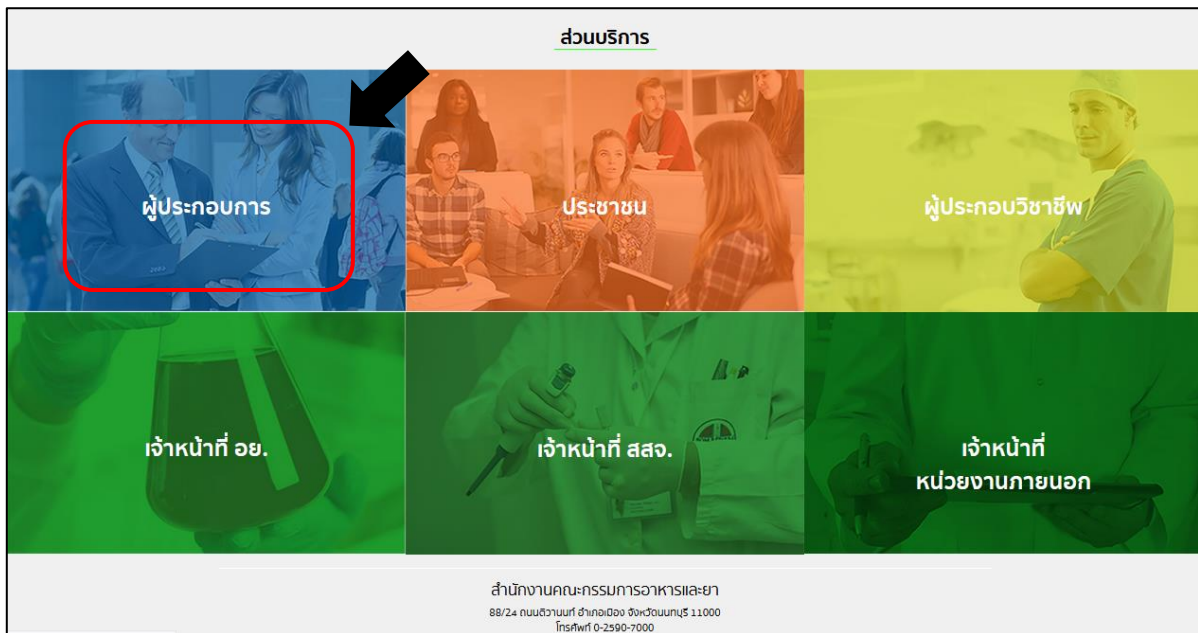 ส่วนบริการ
ผู้ประกอบการ
ประชาชน
ผู้ประกอบวิชาชีพ
เจ้าหน้าที่ อย.
เจ้าหน้าที่ สสจ.
เจ้าหน้าที่
หน่วยงานภายนอก
สำนักงานคณะกรรมการอาหารและยา
88/24 ถนนติวานนท์ อำเภอเมือง จังหวัดนนทบุรี 11000
โทรศัพท์ 0-2590-7000